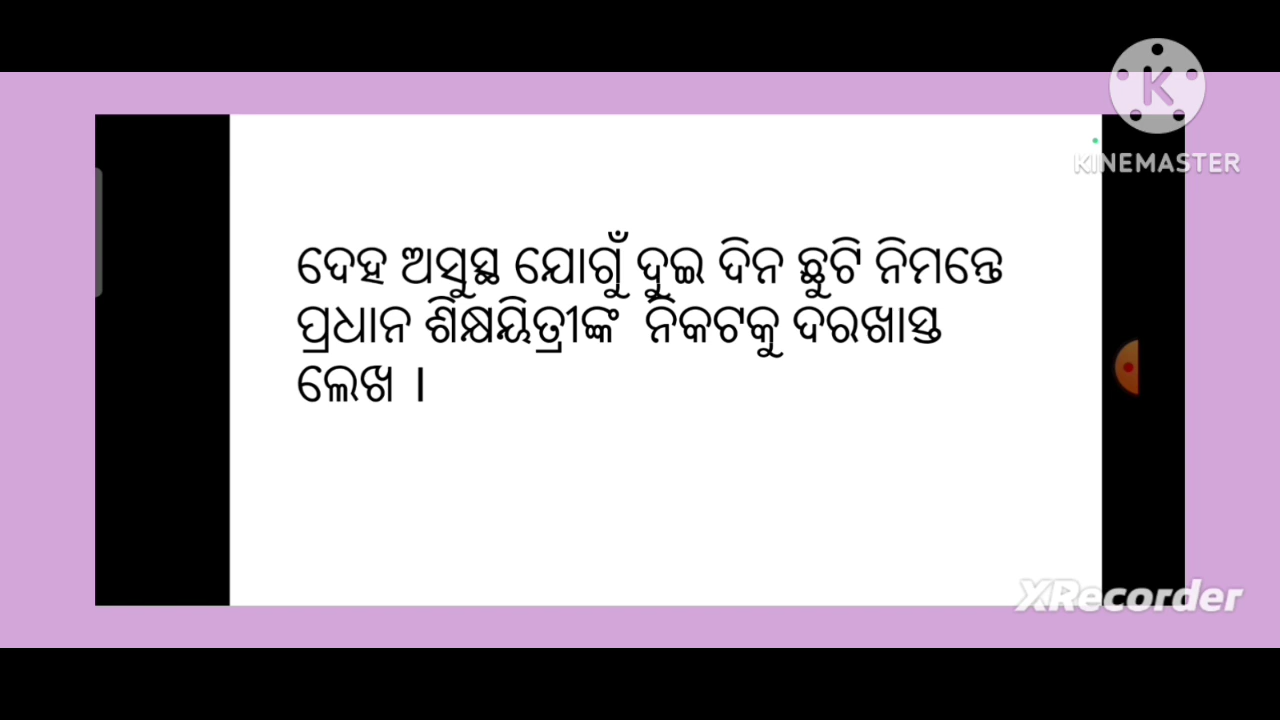 K
KINEMASTER
ଦେହ ଅସୁସ୍ଥ ଯୋଗୁଁ ଦୁଇ ଦିନ ଛୁଟି ନିମନ୍ତେ
ପ୍ରଧାନ ଶିକ୍ଷୟିତ୍ରୀଙ୍କ ନିକଟକୁ ଦରଖାସ୍ତ
ଲେଖ ।
XRecorder